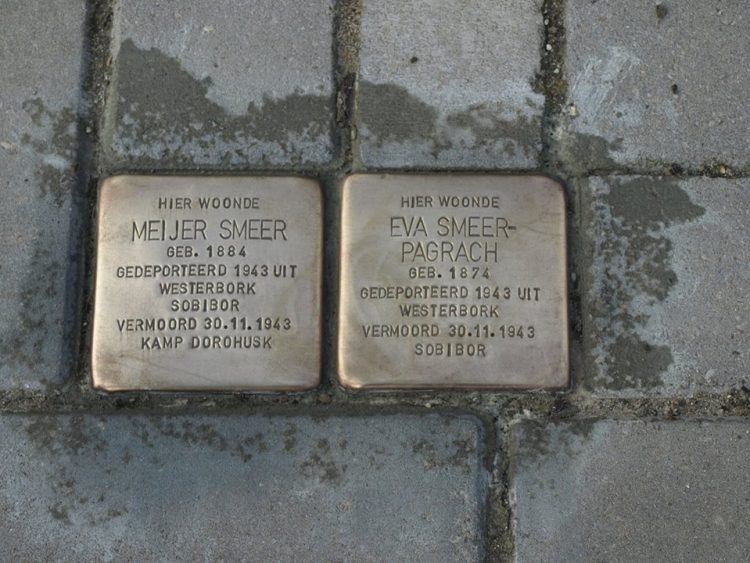 HIER WOONDE
MEIJER SMEER
GEB. 1884
GEDEPORTEERD 1943 UIT
WESTERBORK
SOBIBOR
VERMOORD 30.11.1943
KAMP DOROHUSK
HIER WOONDE
EVA SMEER-
PAGRACH
GEB. 1874
GEDEPORTEERD 1943 UIT
WESTERBORK
VERMOORD 30.11.1943
SOBIBOR